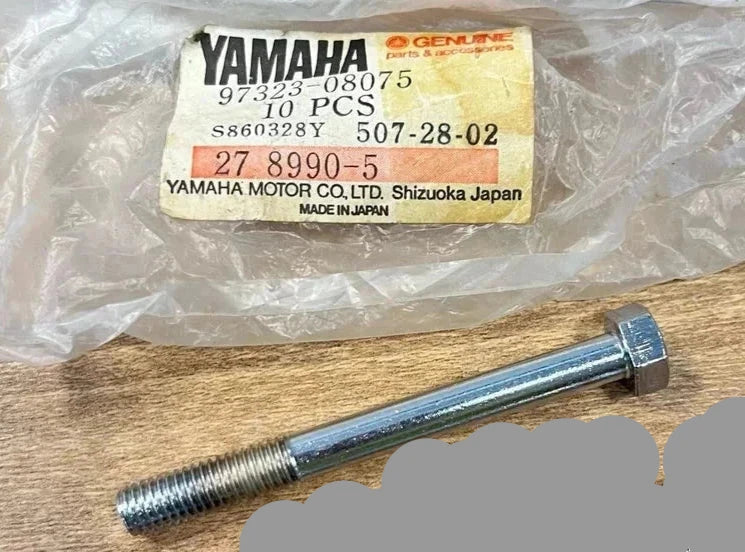 YAMAHA
GENUINE
parts & accessories
97323-08075
10 PCS
S860328Y 507-28-02
27 8990-5
YAMAHA MOTOR CO., LTD. Shizuoka Japan
MADE IN JAPAN